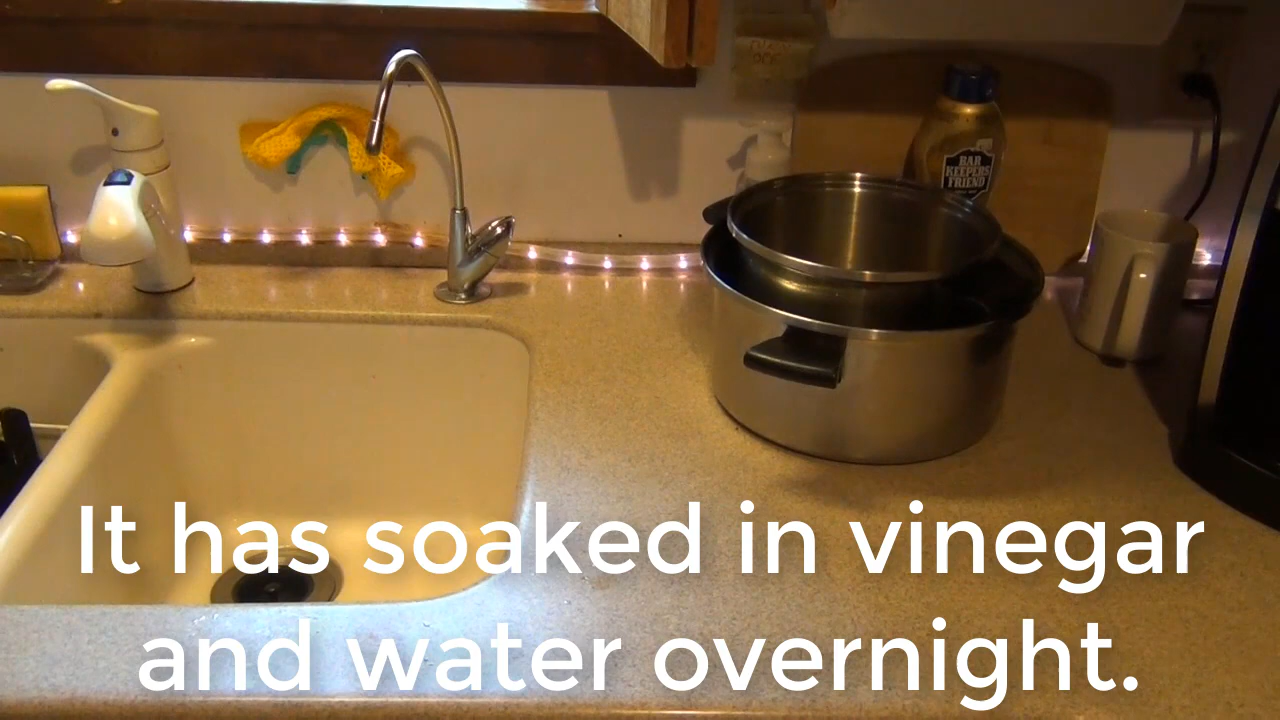 BAR
KEEPERS
FRIEND
It has soaked in vinegar
and water overnight.